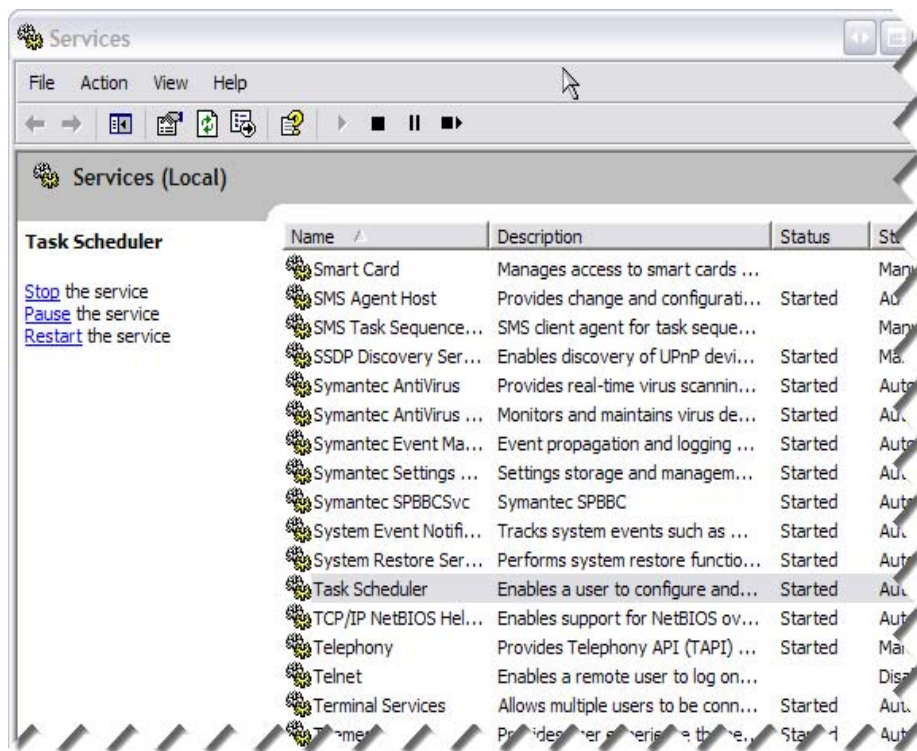 Services
File Action View Help
Services (Local)
Task Scheduler
Stop the service
Pause the service
Restart the service
Name Description Status
Smart Card Manages access to smart cards ...
SMS Agent Host Provides change and configurati... Started
SMS Task Sequence... SMS client agent for task seque...
SSDP Discovery Ser... Enables discovery of UPnP devi... Started
Symantec AntiVirus Provides real-time virus scannin... Started
Symantec AntiVirus ... Monitors and maintains virus de... Started
Symantec Event Ma... Event propagation and logging ... Started
Symantec Settings ... Settings storage and managem... Started
Symantec SPBBCSvc Symantec SPBBC Started
System Event Notifi... Tracks system events such as ... Started
System Restore Ser... Performs system restore functio... Started
Task Scheduler Enables a user to configure and... Started
TCP/IP NetBIOS Hel... Enables support for NetBIOS ov... Started
Telephony Provides Telephony API (TAPI) ... Started
Telnet Enables a remote user to log on...
Terminal Services Allows multiple users to be conn... Started